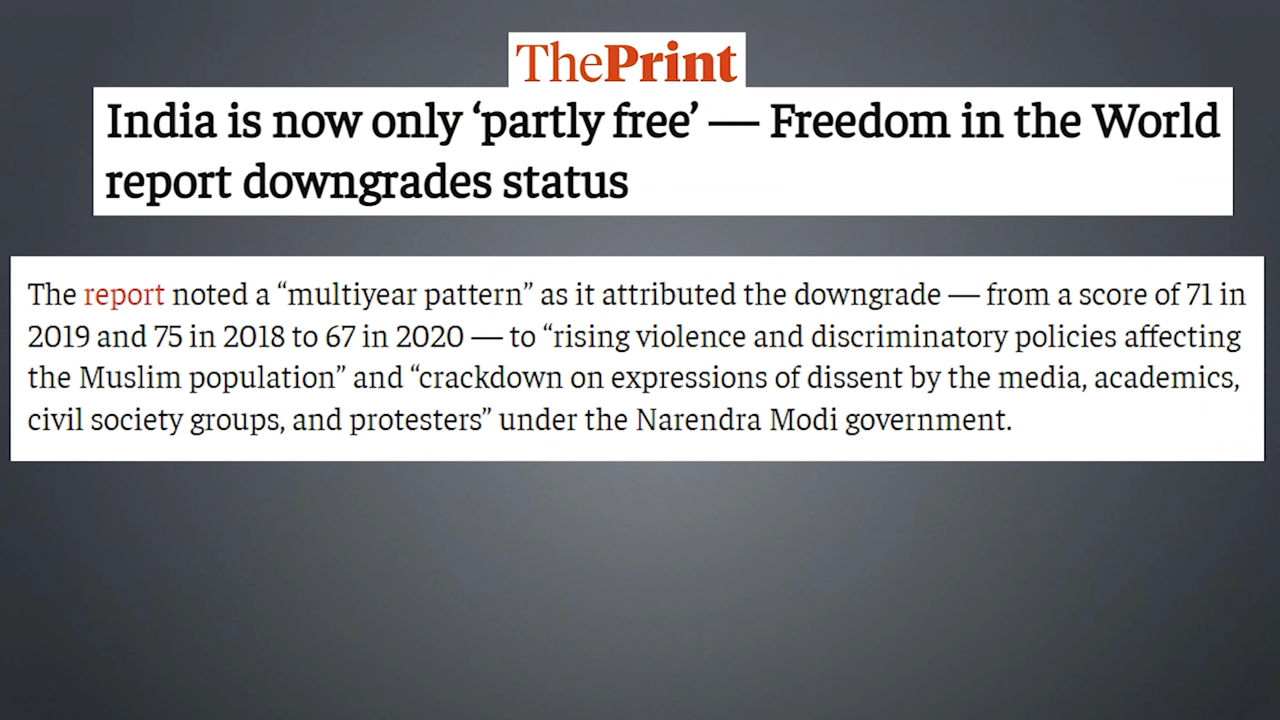 ThePrint
India is now only ‘partly free’ — Freedom in the World
report downgrades status
The report noted a “multiyear pattern” as it attributed the downgrade — from a score of 71 in
2019 and 75 in 2018 to 67 in 2020 — to “rising violence and discriminatory policies affecting
the Muslim population” and “crackdown on expressions of dissent by the media, academics,
civil society groups, and protesters” under the Narendra Modi government.